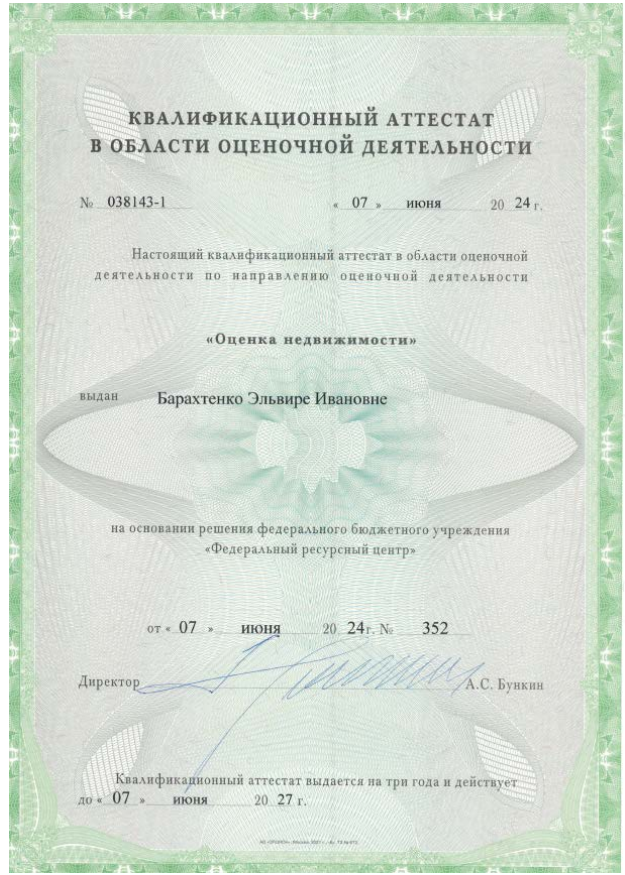 КВАЛИФИКАЦИОННЫЙ АТТЕСТАТ
В ОБЛАСТИ ОЦЕНОЧНОЙ ДЕЯТЕЛЬНОСТИ
№ 038143-1 « 07 » июня 20 24 г.
Настоящий квалификационный аттестат в области оценочной
деятельности по направлению оценочной деятельности
«Оценка недвижимости»
выдан Барахтенко Эльвире Ивановне
на основании решения федерального бюджетного учреждения
«Федеральный ресурсный центр»
от « 07 » июня 20 24 г. № 352
Директор А.С. Бункин
Квалификационный аттестат выдается на три года и действует
до « 07 » июня 20 27 г.